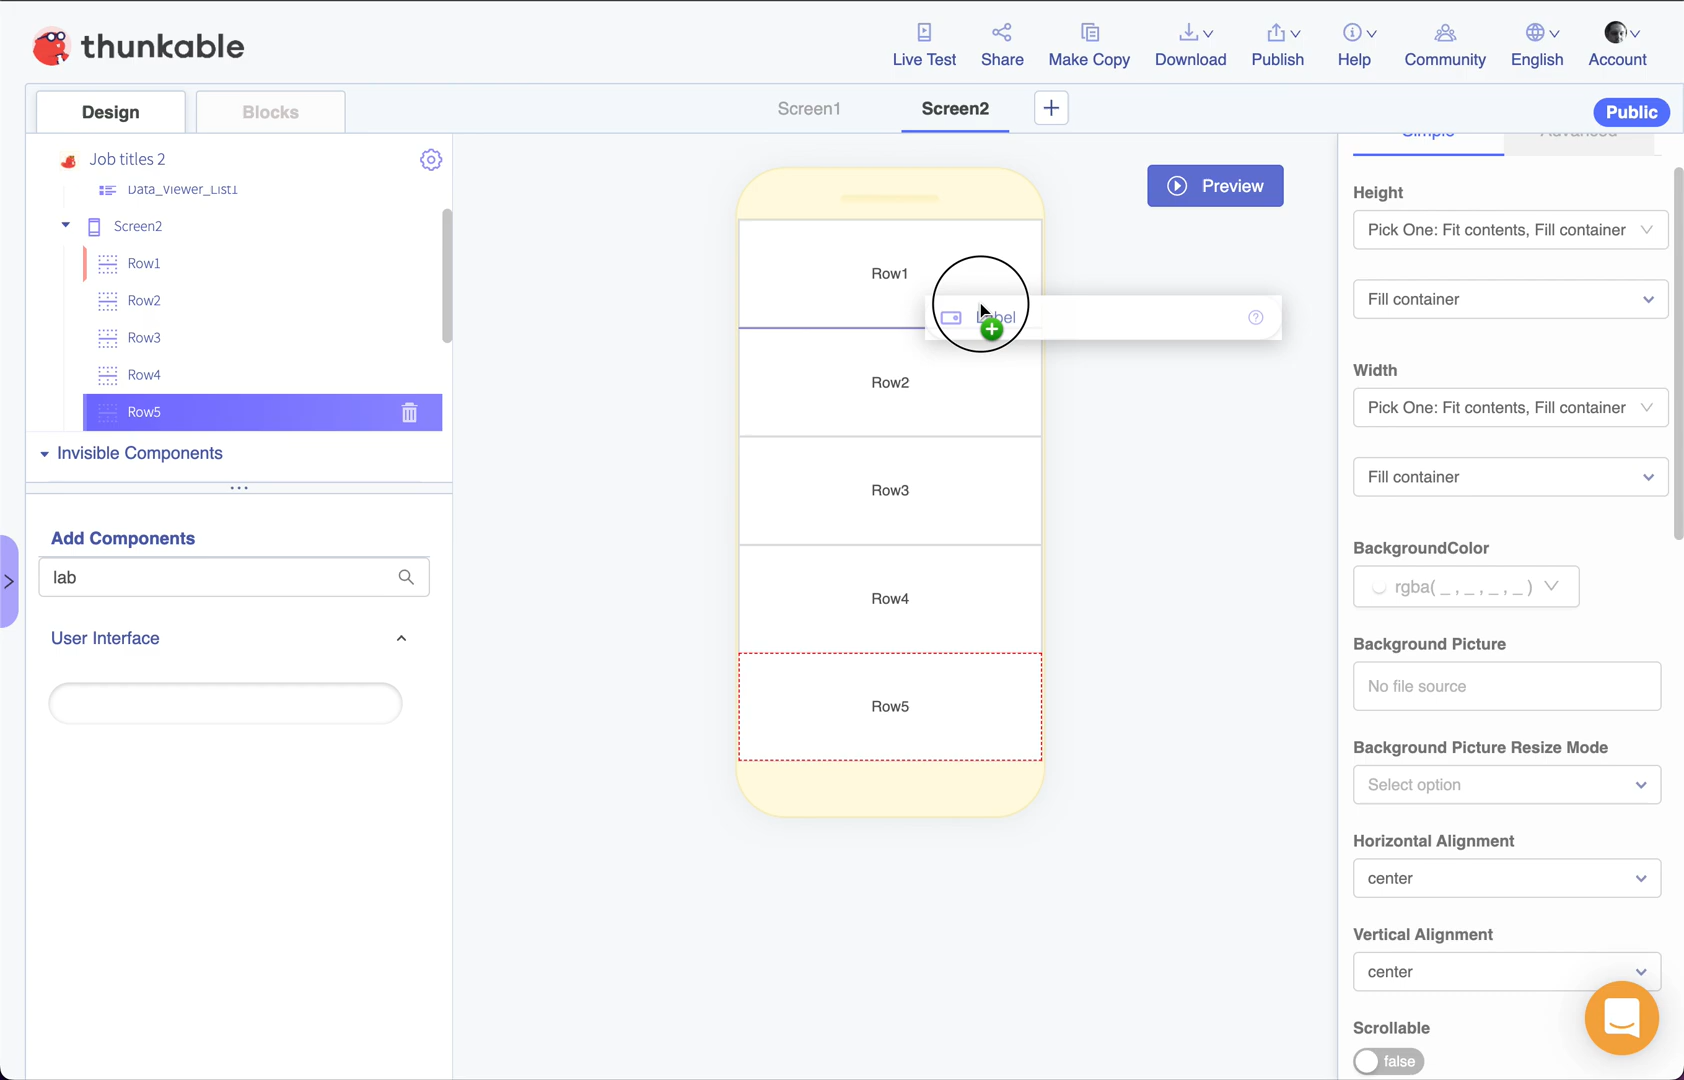 thunkable
Live Test
Share
Make Copy
Download
Publish
Help
Community
English
Account
Design
Blocks
Screen1
Screen2
Public
Job titles 2
Data_Viewer_List1
Screen2
Row1
Row2
Row3
Row4
Row5
Invisible Components
Add Components
lab
User Interface
Preview
Row1
Label
Row2
Row3
Row4
Row5
Simple
Advanced
Height
Pick One: Fit contents, Fill container
Fill container
Width
Pick One: Fit contents, Fill container
Fill container
BackgroundColor
rgba( _ , _ , _ , _ )
Background Picture
No file source
Background Picture Resize Mode
Select option
Horizontal Alignment
center
Vertical Alignment
center
Scrollable
false